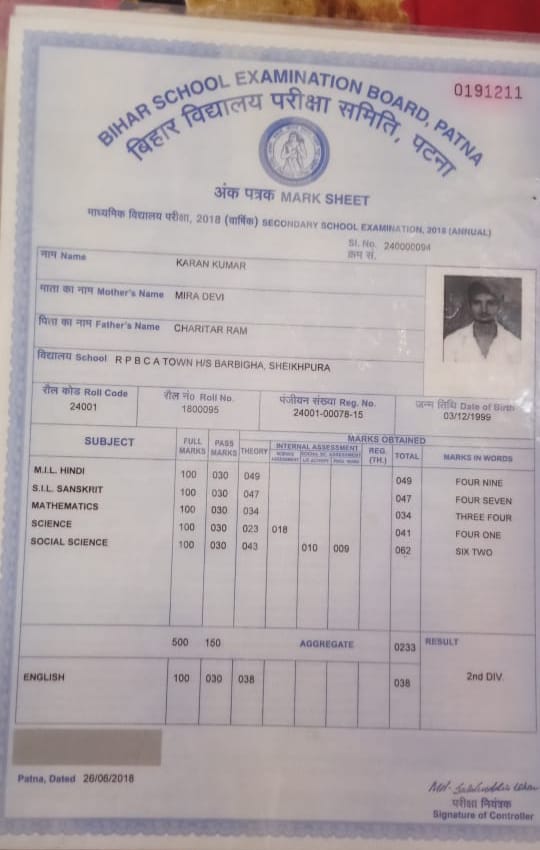 0191211
BIHAR SCHOOL EXAMINATION BOARD, PATNA
बिहार विद्यालय परीक्षा समिति, पटना
अंक पत्रक MARK SHEET
माध्यमिक विद्यालय परीक्षा, 2018 (वार्षिक) SECONDARY SCHOOL EXAMINATION, 2018 (ANNUAL)
Sl. No. 240000094
क्रम सं.
नाम Name KARAN KUMAR
माता का नाम Mother's Name MIRA DEVI
पिता का नाम Father's Name CHARITAR RAM
विद्यालय School R P B C A TOWN H/S BARBIGHA, SHEIKHPURA
रौल कोड Roll Code रौल नं० Roll No. पंजीयन संख्या Reg. No. जन्म तिथि Date of Birth
24001 1800095 24001-00078-15 03/12/1999
SUBJECT FULL MARKS PASS MARKS MARKS OBTAINED
THEORY INTERNAL ASSESSMENT REG. (TH.) TOTAL MARKS IN WORDS
M.I.L. HINDI 100 030 049 049 FOUR NINE
S.I.L. SANSKRIT 100 030 047 047 FOUR SEVEN
MATHEMATICS 100 030 034 034 THREE FOUR
SCIENCE 100 030 023 018 041 FOUR ONE
SOCIAL SCIENCE 100 030 043 010 009 062 SIX TWO
500 150 AGGREGATE 0233 RESULT
ENGLISH 100 030 038 038 2nd DIV.
Patna, Dated 26/06/2018
परीक्षा नियंत्रक
Signature of Controller